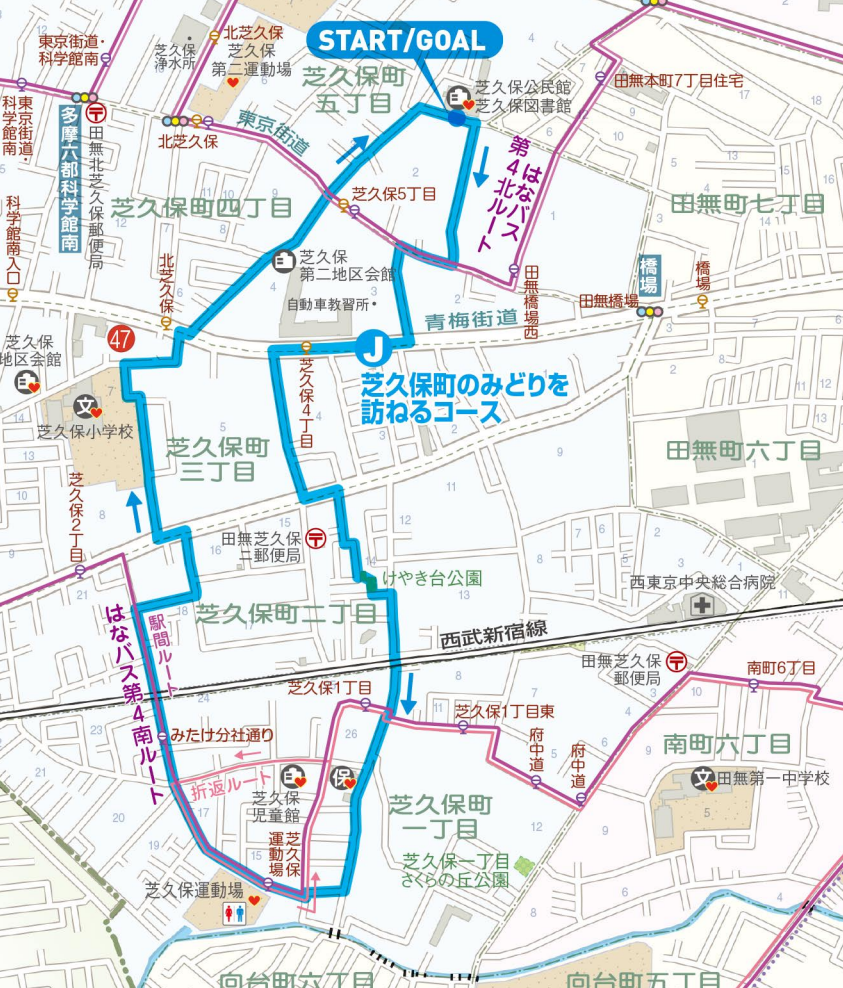 START/GOAL
東京街道・
科学館南
芝久保
浄水所
北芝久保
芝久保
第二運動場
芝久保町
五丁目
芝久保公民館
芝久保図書館
田無本町7丁目住宅
東京街道・
科学館南
多摩六都科学館南
田無北芝久保郵便局
北芝久保
東京街道
はなバス
第4北ルート
芝久保5丁目
芝久保町四丁目
田無町七丁目
科学館南入口
北芝久保
芝久保
第二地区会館
自動車教習所
田無橋場西
田無橋場
橋場
橋場
青梅街道
47
芝久保
地区会館
J
芝久保町のみどりを
訪ねるコース
芝久保4丁目
芝久保小学校
芝久保町
三丁目
田無町六丁目
芝久保2丁目
田無芝久保
二郵便局
けやき台公園
西東京中央総合病院
芝久保町二丁目
はなバス第4南ルート
駅間ルート
西武新宿線
田無芝久保
郵便局
南町6丁目
芝久保1丁目
芝久保1丁目東
府中道
府中道
みたけ分社通り
折返ルート
芝久保
児童館
保
南町六丁目
文
田無第一中学校
芝久保町
一丁目
芝久保
運動場
芝久保一丁目
さくらの丘公園
芝久保運動場
向台町六丁目
向台町五丁目